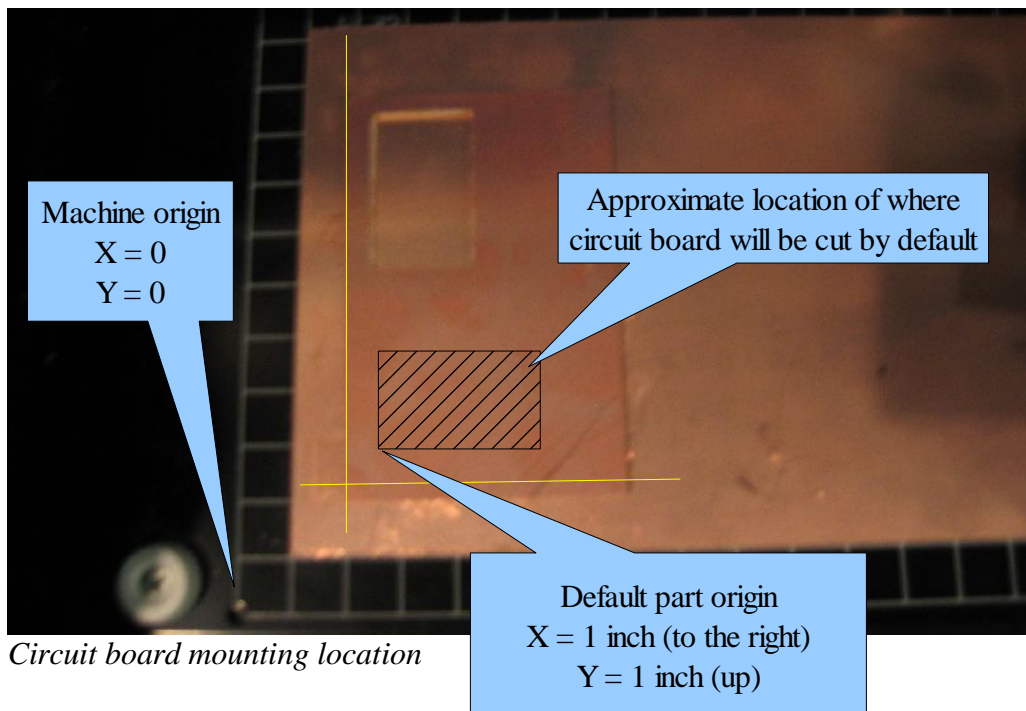 Machine origin
X = 0
Y = 0
Approximate location of where
circuit board will be cut by default
Default part origin
X = 1 inch (to the right)
Y = 1 inch (up)
Circuit board mounting location